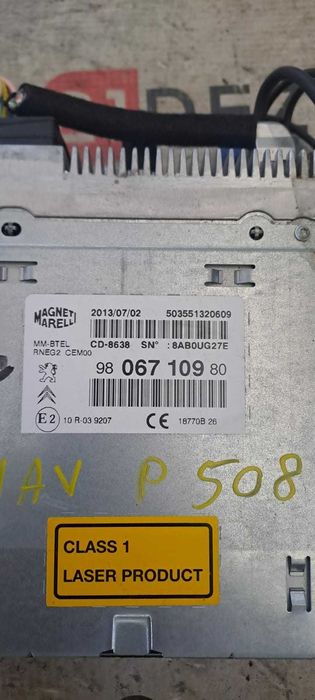 MAGNETI
MARELLI
2013/07/02 503551320609
MM-BTEL CD-8638 SN° : 8AB0UG27E
RNEG2 CEM00
98 067 109 80
E2 10 R-03 9207 CE 18770B 26
NAV P 508
CLASS 1
LASER PRODUCT